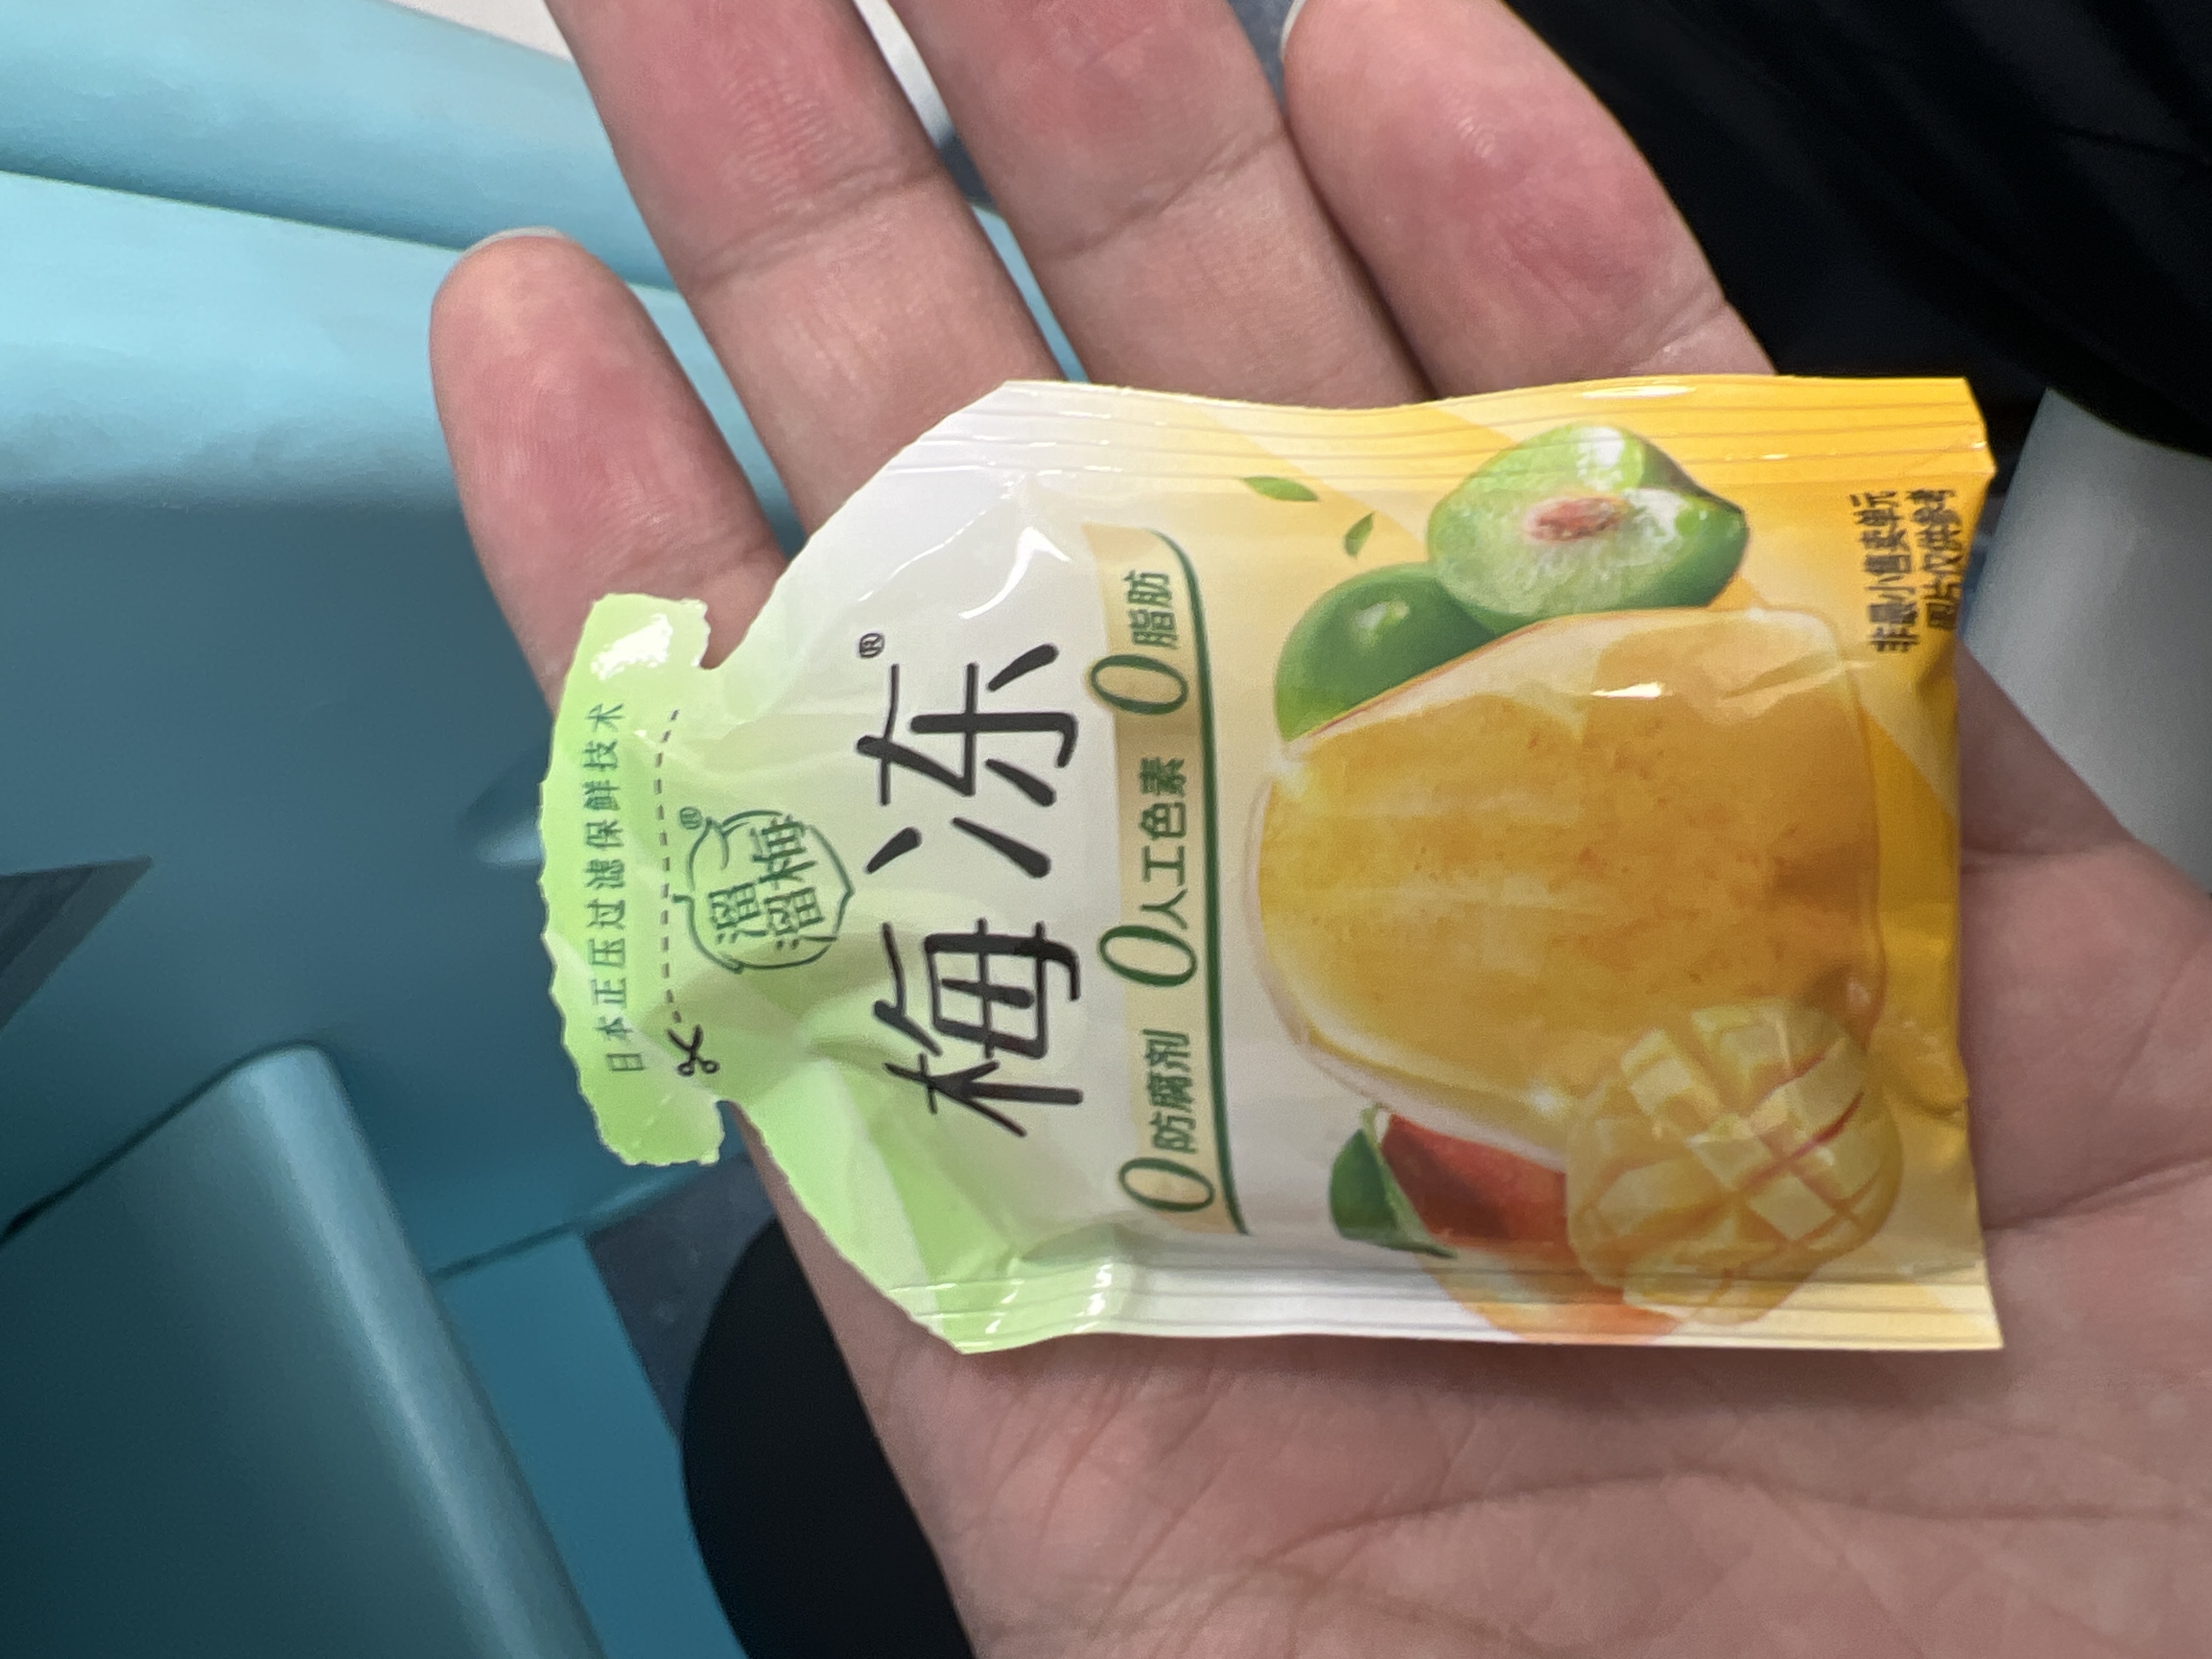 日本正压过滤保鲜技术
溜溜梅®
梅冻®
0防腐剂 0人工色素 0脂肪
非最小售卖单元
图片仅供参考